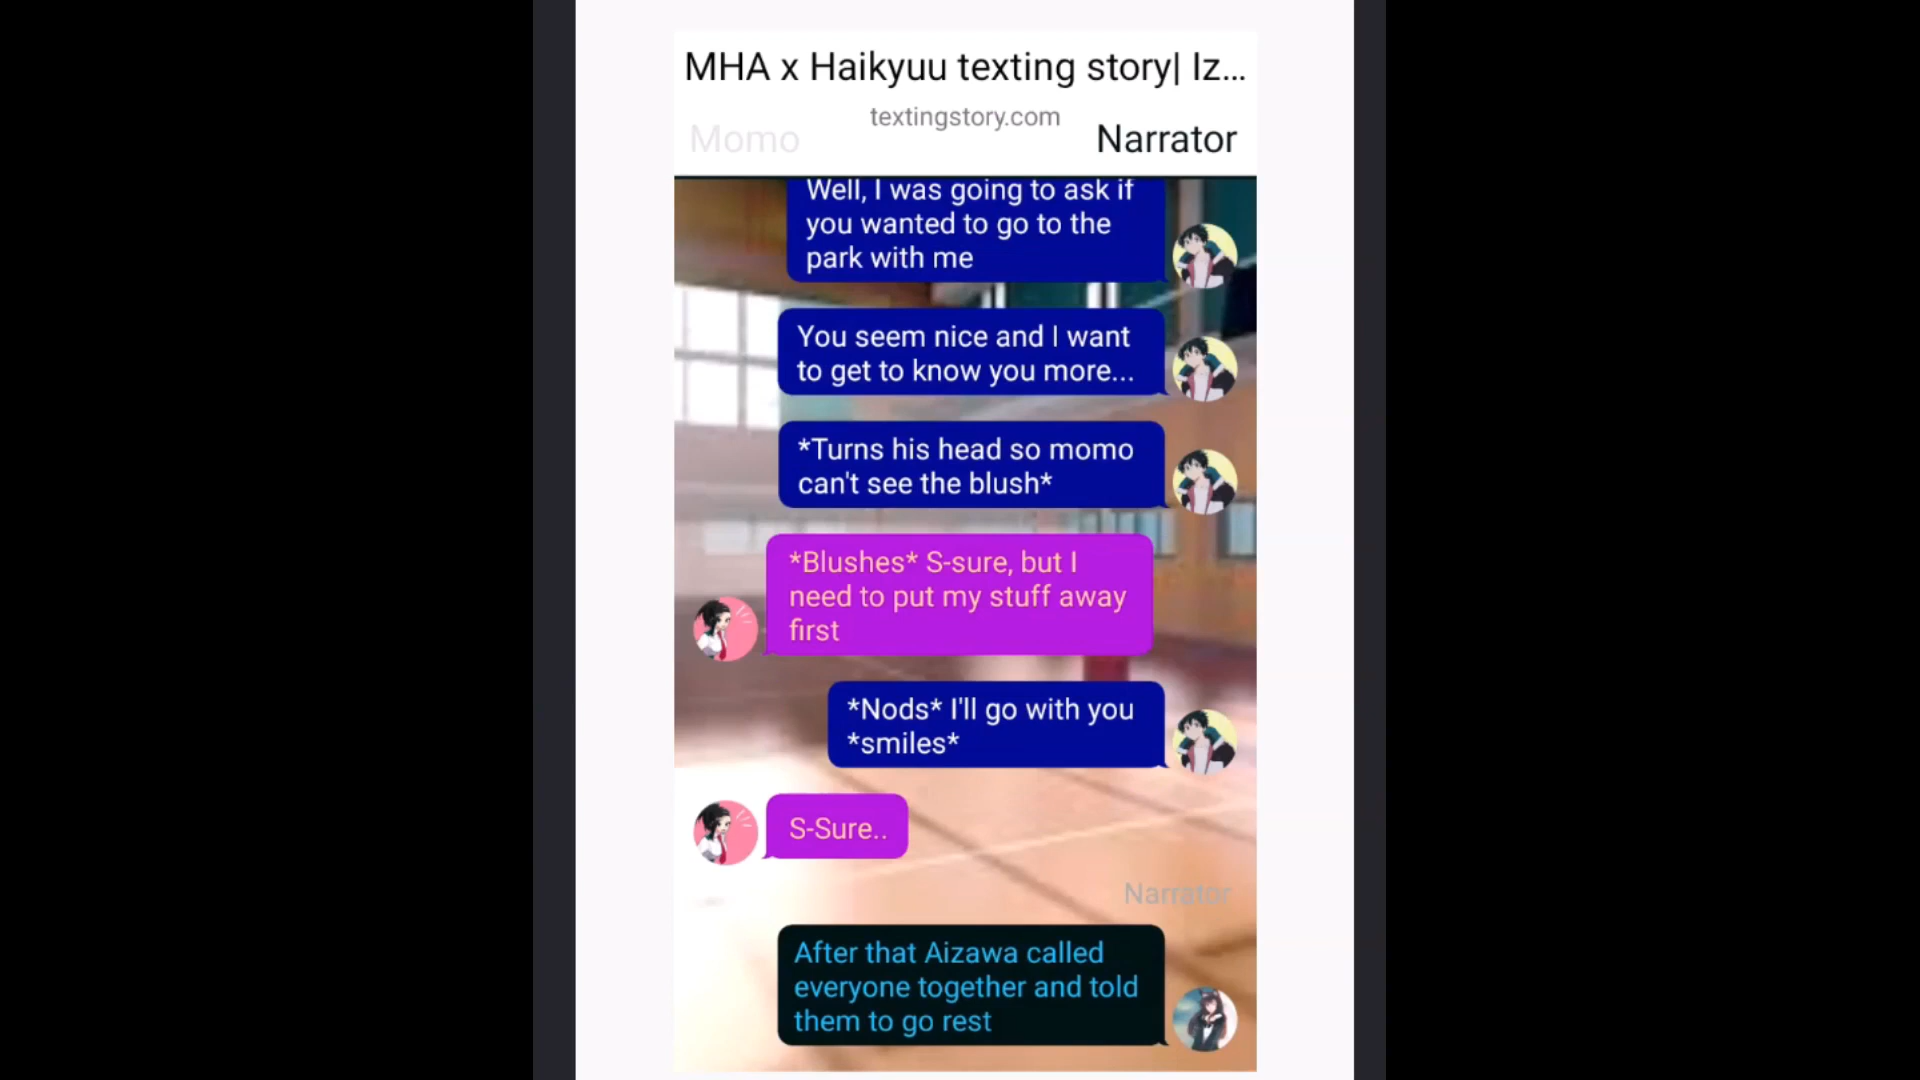 MHA x Haikyuu texting story| Iz...
textingstory.com
Momo
Narrator
Well, I was going to ask if
you wanted to go to the
park with me
You seem nice and I want
to get to know you more...
*Turns his head so momo
can't see the blush*
*Blushes* S-sure, but I
need to put my stuff away
first
*Nods* I'll go with you
*smiles*
S-Sure..
Narrator
After that Aizawa called
everyone together and told
them to go rest